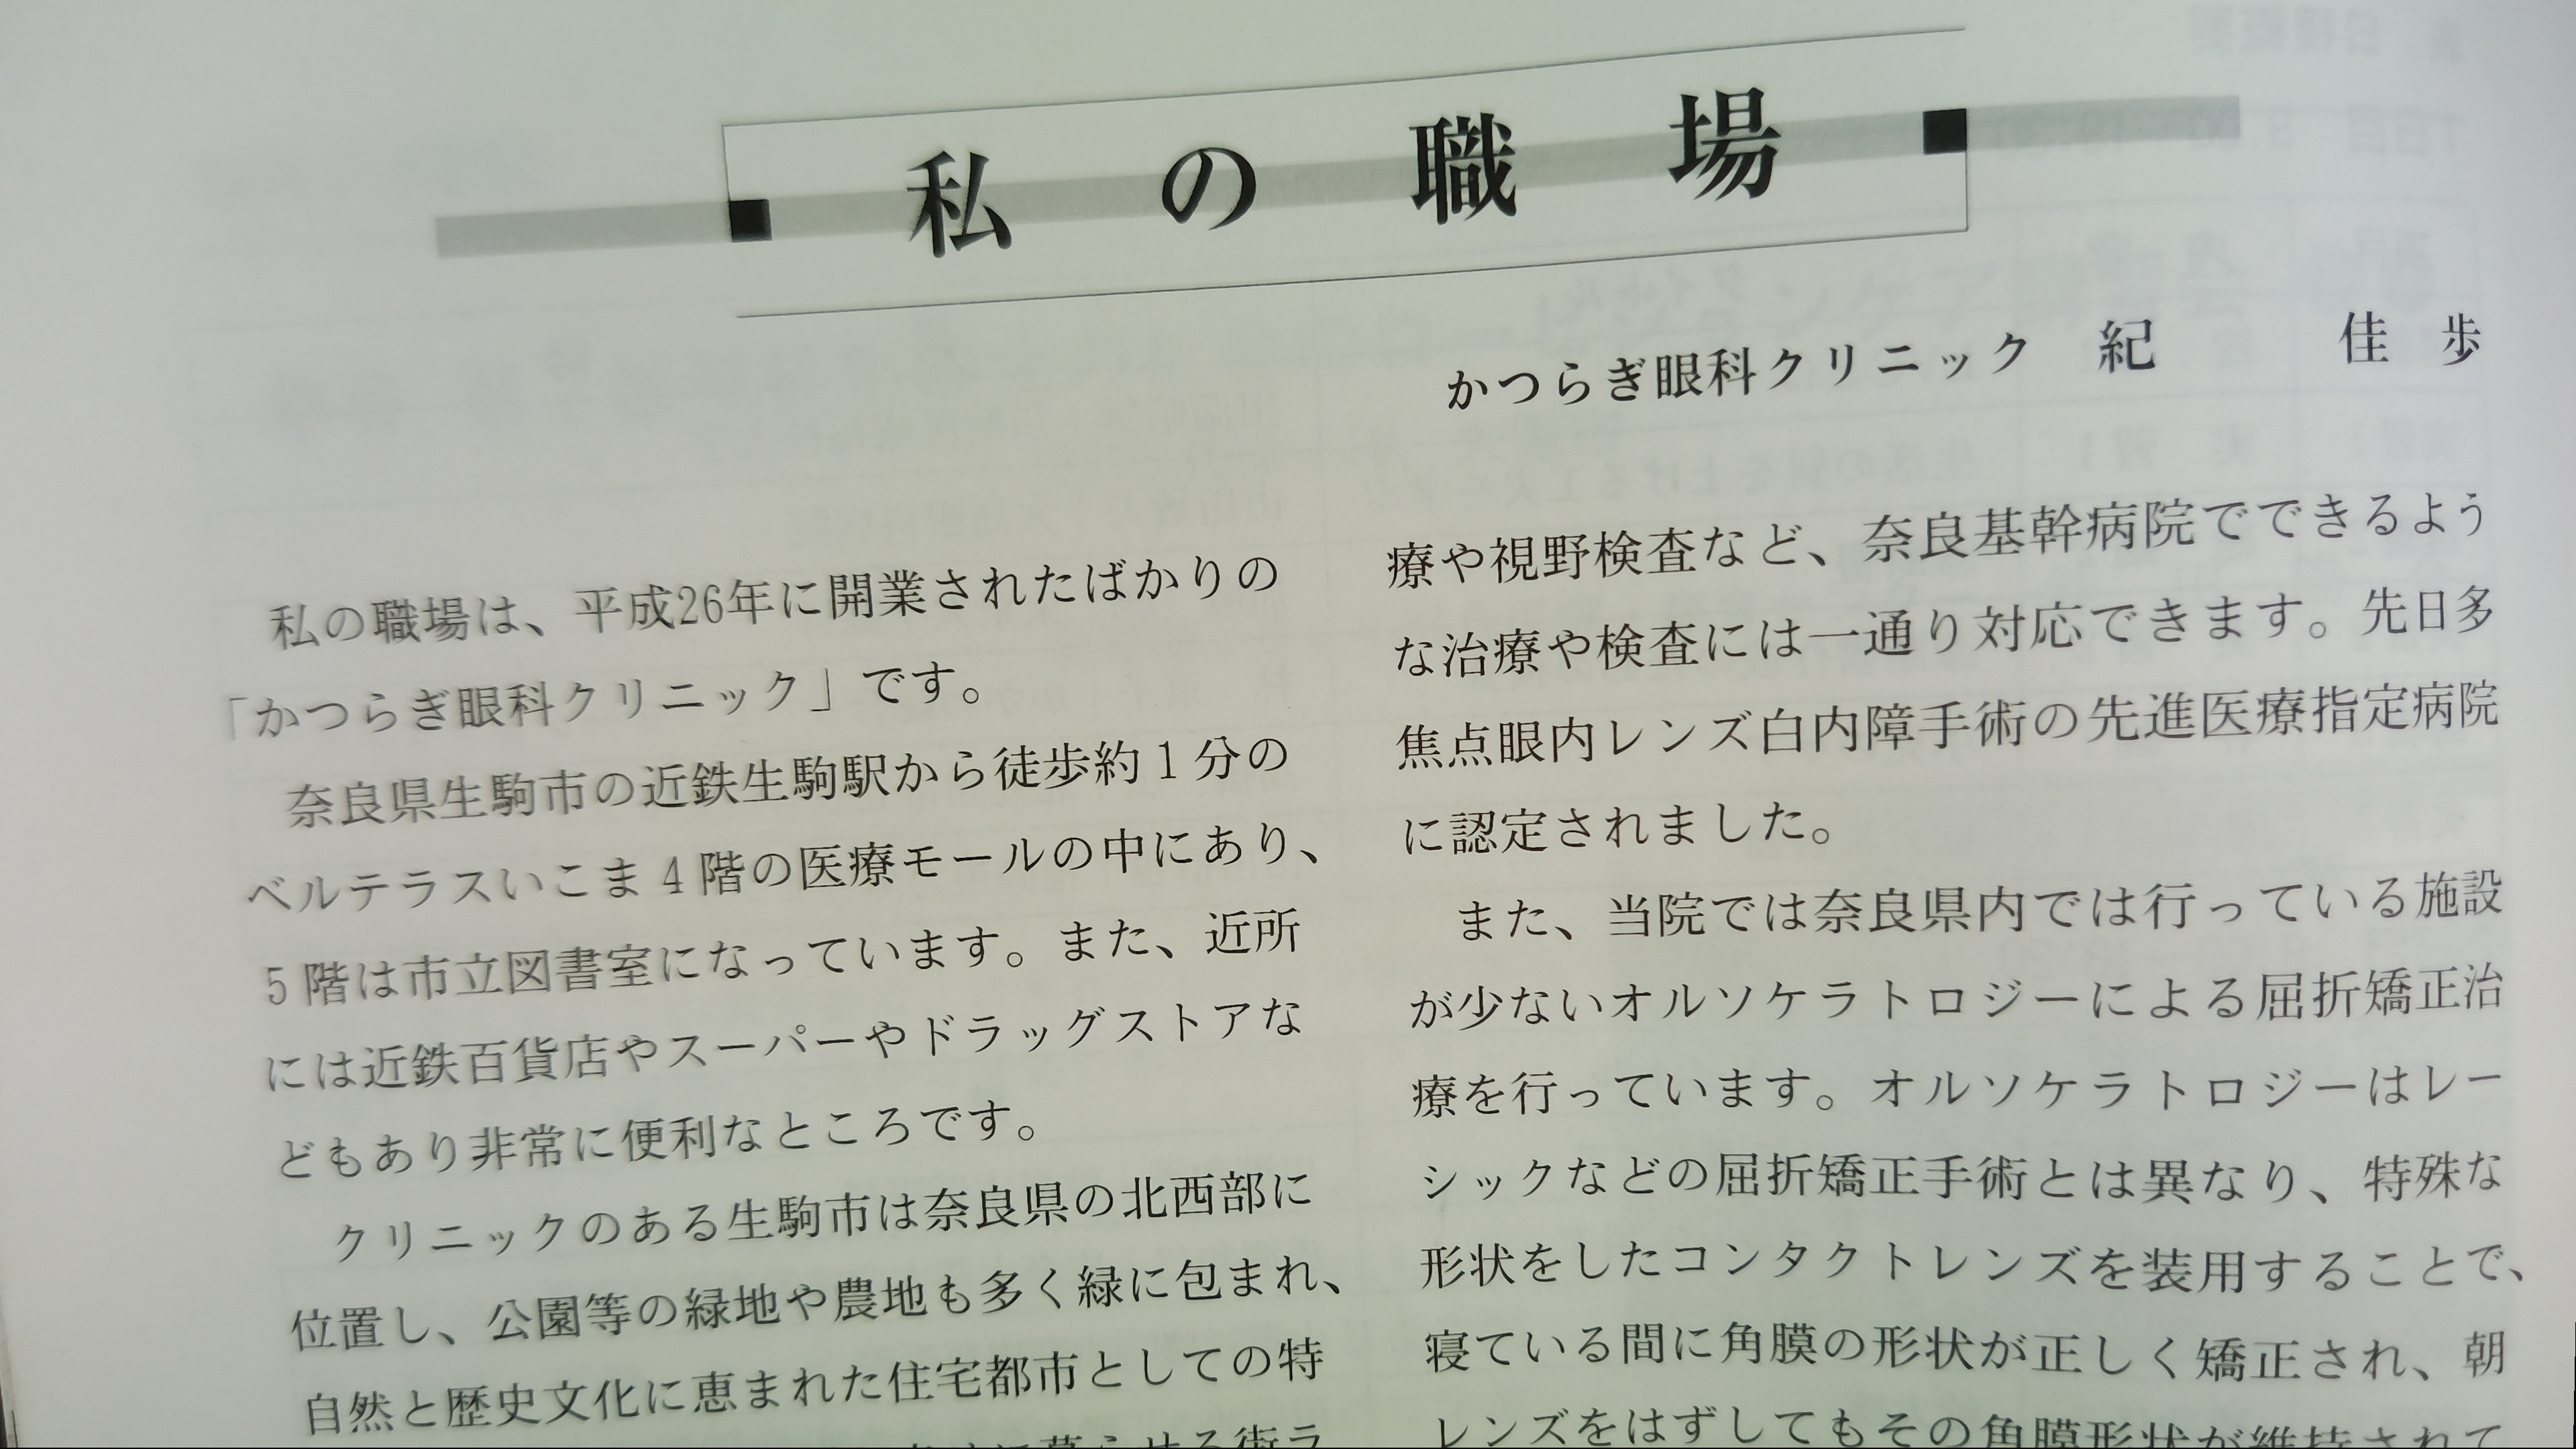 私の職場
かつらぎ眼科クリニック 紀 佳歩
私の職場は、平成26年に開業されたばかりの
「かつらぎ眼科クリニック」です。
奈良県生駒市の近鉄生駒駅から徒歩約1分の
ベルテラスいこま4階の医療モールの中にあり、
5階は市立図書室になっています。また、近所
には近鉄百貨店やスーパーやドラッグストアな
どもあり非常に便利なところです。
クリニックのある生駒市は奈良県の北西部に
位置し、公園等の緑地や農地も多く緑に包まれ、
自然と歴史文化に恵まれた住宅都市としての特
療や視野検査など、奈良基幹病院でできるよう
な治療や検査には一通り対応できます。先日多
焦点眼内レンズ白内障手術の先進医療指定病院
に認定されました。
また、当院では奈良県内では行っている施設
が少ないオルソケラトロジーによる屈折矯正治
療を行っています。オルソケラトロジーはレー
シックなどの屈折矯正手術とは異なり、特殊な
形状をしたコンタクトレンズを装用することで、
寝ている間に角膜の形状が正しく矯正され、朝
レンズをはずしてもその角膜形状が維持されて